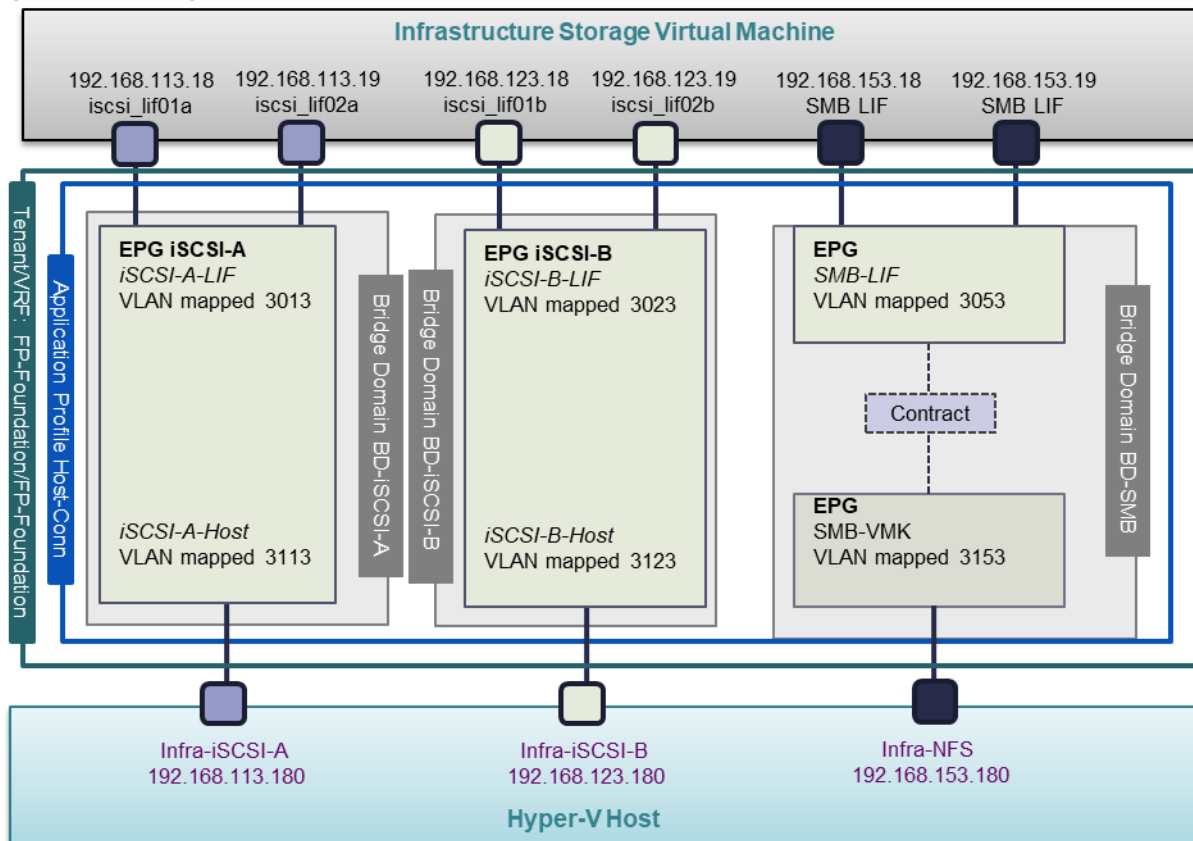 Infrastructure Storage Virtual Machine
192.168.113.18
iscsi_lif01a
192.168.113.19
iscsi_lif02a
192.168.123.18
iscsi_lif01b
192.168.123.19
iscsi_lif02b
192.168.153.18
SMB LIF
192.168.153.19
SMB LIF
Tenant/VRF: FP-Foundation/FP-Foundation
Application Profile Host-Conn
EPG iSCSI-A
iSCSI-A-LIF
VLAN mapped 3013
iSCSI-A-Host
VLAN mapped 3113
Bridge Domain BD-iSCSI-A
Bridge Domain BD-iSCSI-B
EPG iSCSI-B
iSCSI-B-LIF
VLAN mapped 3023
iSCSI-B-Host
VLAN mapped 3123
EPG
SMB-LIF
VLAN mapped 3053
Contract
EPG
SMB-VMK
VLAN mapped 3153
Bridge Domain BD-SMB
Infra-iSCSI-A
192.168.113.180
Infra-iSCSI-B
192.168.123.180
Infra-NFS
192.168.153.180
Hyper-V Host